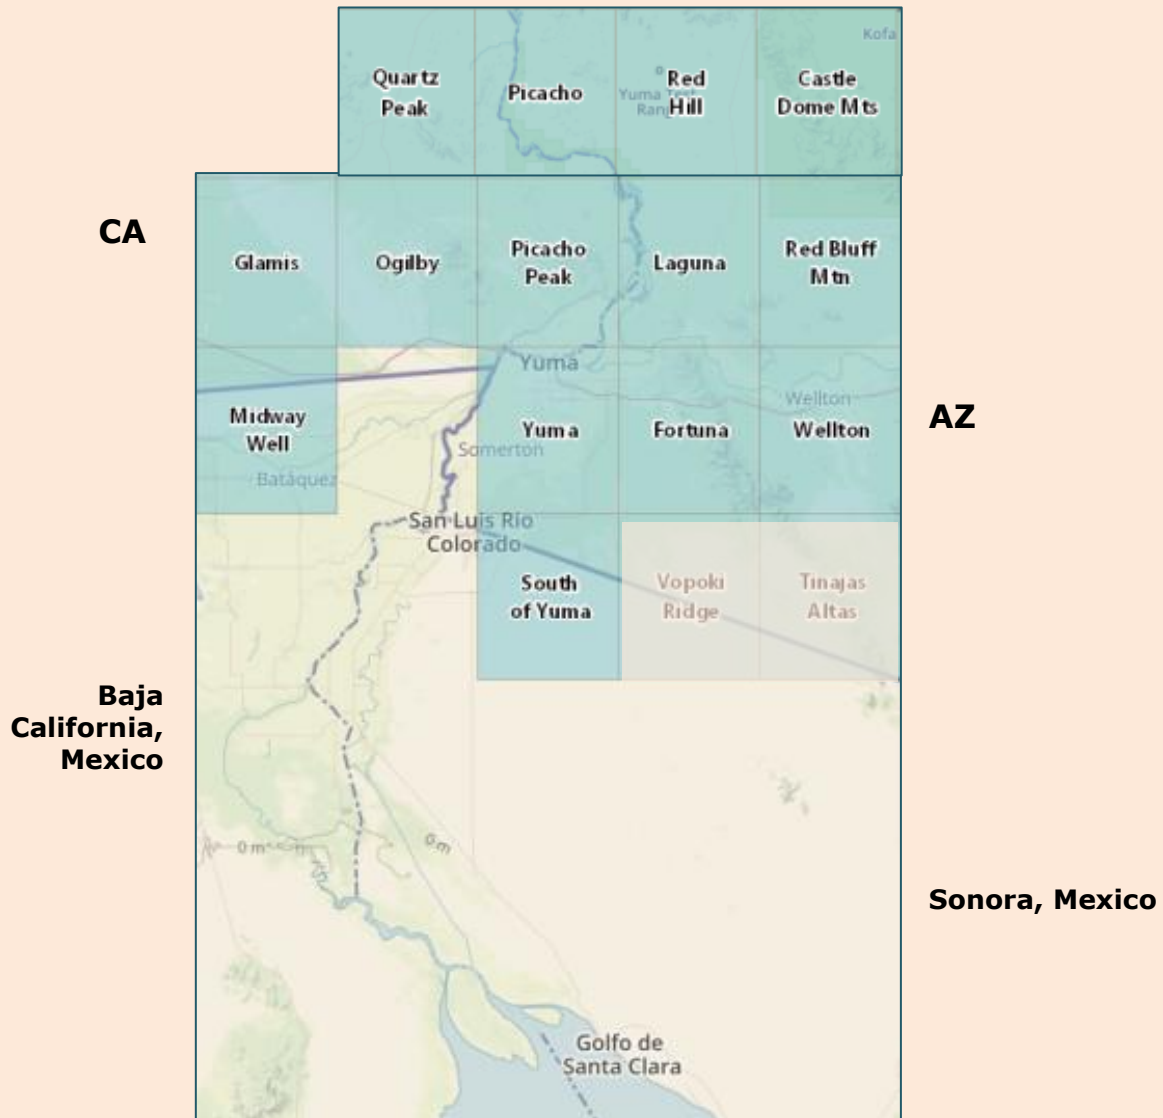 Kofa
Quartz
Peak
Picacho
Yuma Test
Range
Red
Hill
Castle
Dome Mts
CA
Glamis
Ogilby
Picacho
Peak
Laguna
Red Bluff
Mtn
Yuma
Wellton
Midway
Well
Yuma
Fortuna
Wellton
AZ
Somerton
Batáquez
San Luis Río
Colorado
South
of Yuma
Vopoki
Ridge
Tinajas
Altas
Baja
California,
Mexico
0 m
0 m
Sonora, Mexico
Golfo de
Santa Clara